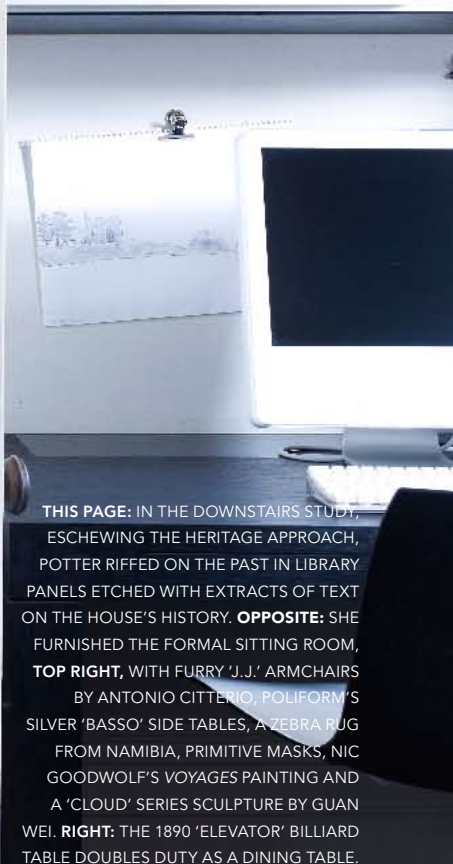 THIS PAGE: IN THE DOWNSTAIRS STUDY,
ESCHEWING THE HERITAGE APPROACH,
POTTER RIFFED ON THE PAST IN LIBRARY
PANELS ETCHED WITH EXTRACTS OF TEXT
ON THE HOUSE'S HISTORY. OPPOSITE: SHE
FURNISHED THE FORMAL SITTING ROOM,
TOP RIGHT, WITH FURRY ‘J.J.’ ARMCHAIRS
BY ANTONIO CITTERIO, POLIFORM'S
SILVER ‘BASSO’ SIDE TABLES, A ZEBRA RUG
FROM NAMIBIA, PRIMITIVE MASKS, NIC
GOODWOLF'S VOYAGES PAINTING AND
A ‘CLOUD’ SERIES SCULPTURE BY GUAN
WEI. RIGHT: THE 1890 ‘ELEVATOR’ BILLIARD
TABLE DOUBLES DUTY AS A DINING TABLE.